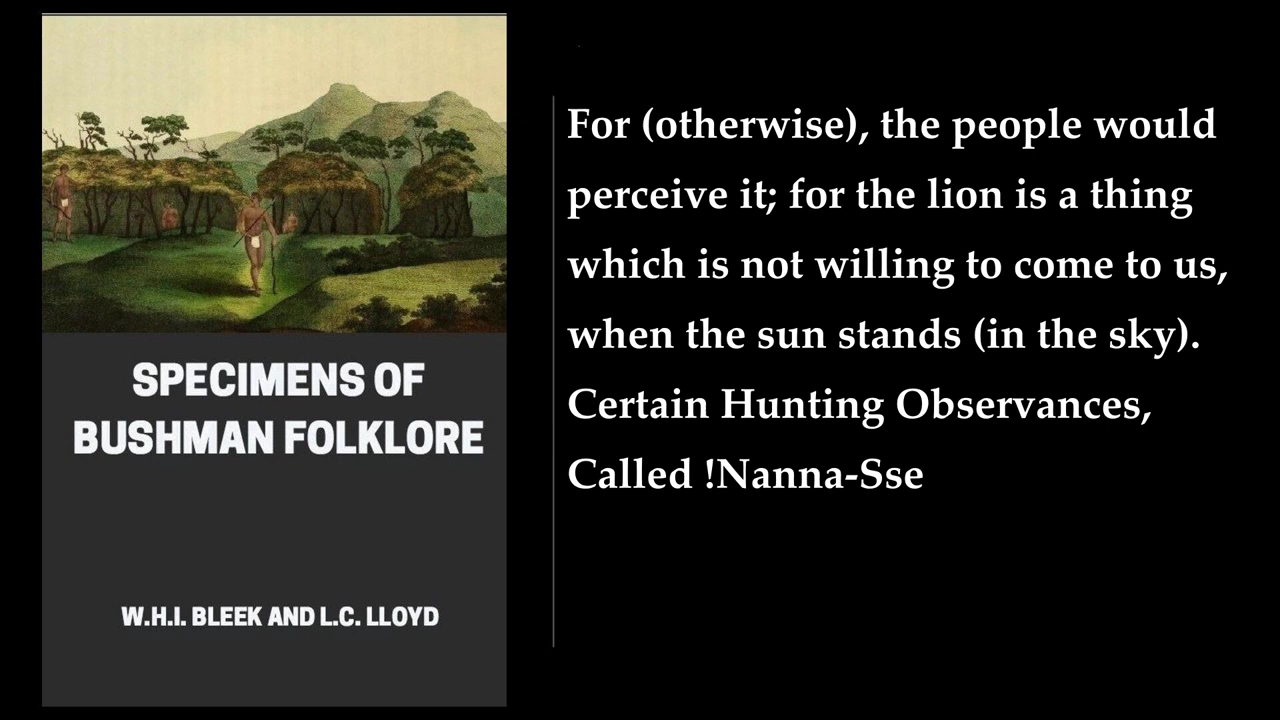 SPECIMENS OF
BUSHMAN FOLKLORE
W.H.I. BLEEK AND L.C. LLOYD
For (otherwise), the people would
perceive it; for the lion is a thing
which is not willing to come to us,
when the sun stands (in the sky).
Certain Hunting Observances,
Called !Nanna-Sse